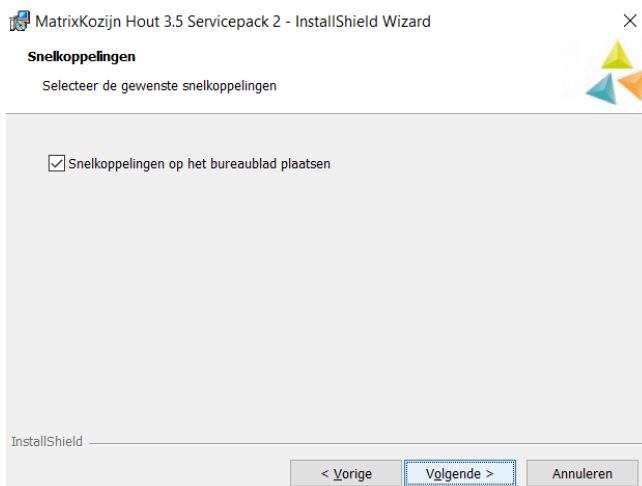 MatrixKozijn Hout 3.5 Servicepack 2 - InstallShield Wizard
Snelkoppelingen
Selecteer de gewenste snelkoppelingen
Snelkoppelingen op het bureaublad plaatsen
InstallShield
< Vorige
Volgende >
Annuleren